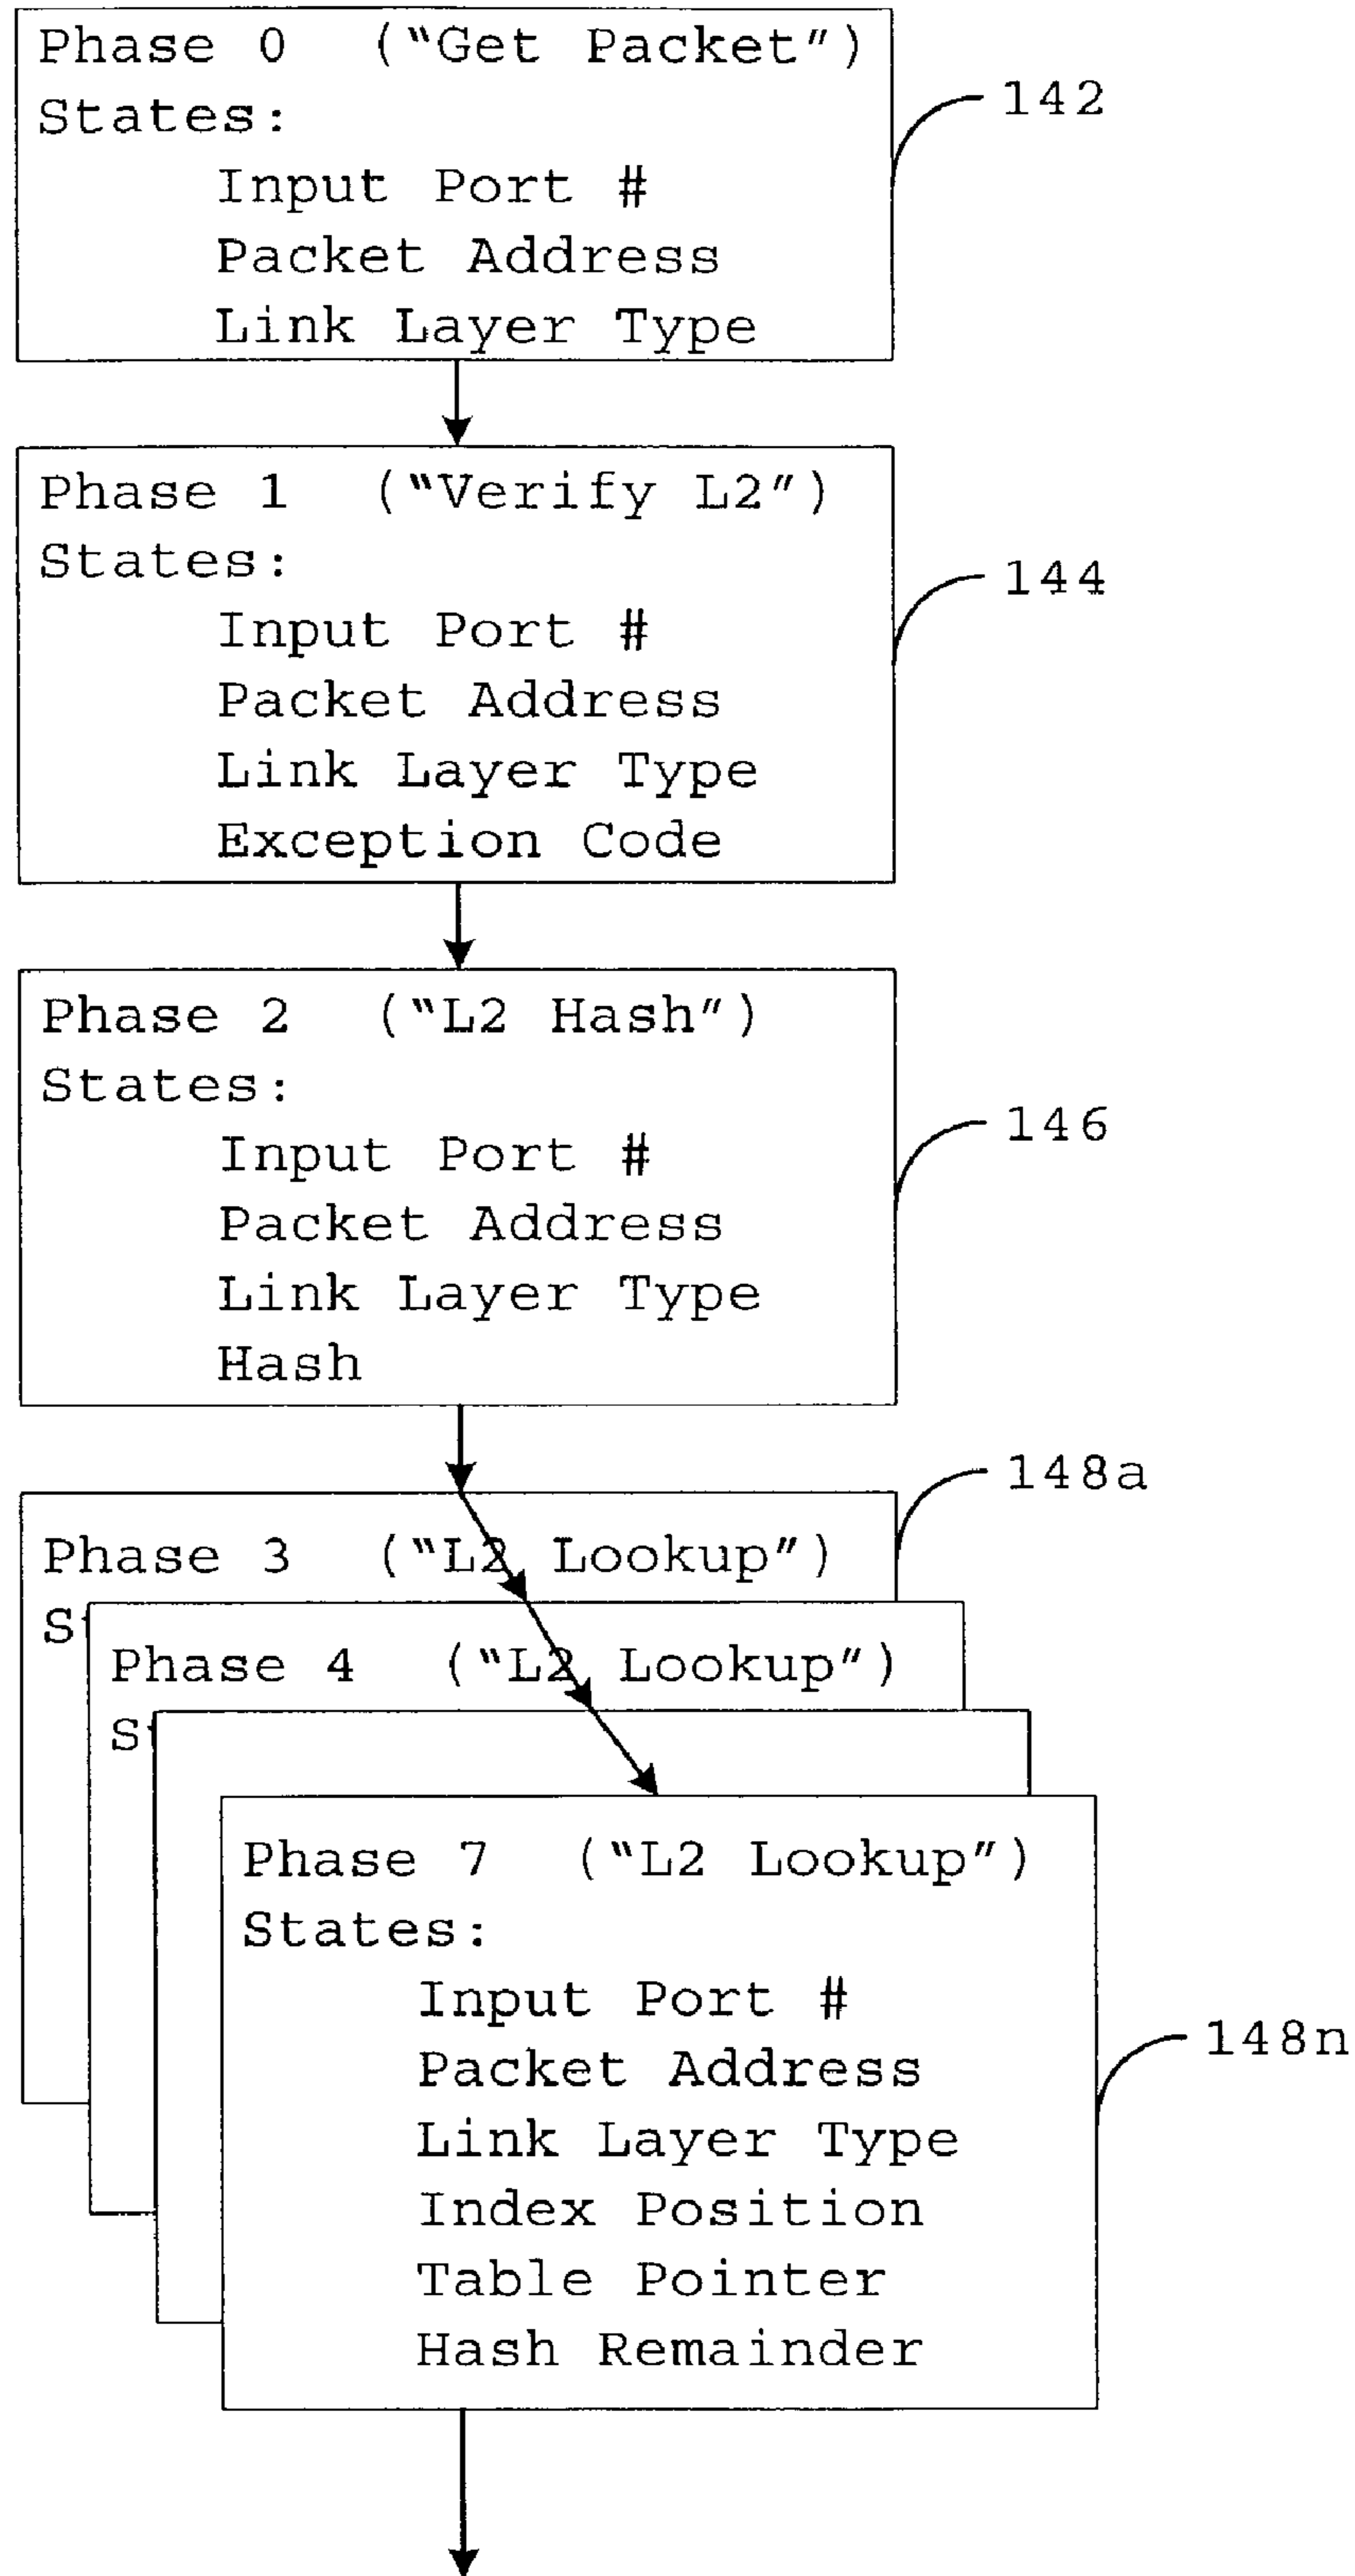 Phase 0 ("Get Packet")
States:
Input Port #
Packet Address
Link Layer Type
142
Phase 1 ("Verify L2")
States:
Input Port #
Packet Address
Link Layer Type
Exception Code
144
Phase 2 ("L2 Hash")
States:
Input Port #
Packet Address
Link Layer Type
Hash
146
148a
Phase 3 ("L2 Lookup")
Phase 4 ("L2 Lookup")
Phase 7 ("L2 Lookup")
States:
Input Port #
Packet Address
Link Layer Type
Index Position
Table Pointer
Hash Remainder
148n